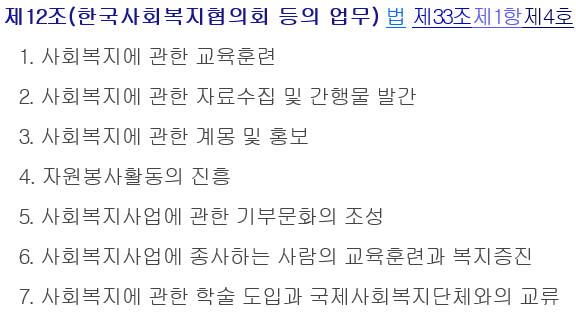 제12조(한국사회복지협의회 등의 업무) 법 제33조제1항제4호
1. 사회복지에 관한 교육훈련
2. 사회복지에 관한 자료수집 및 간행물 발간
3. 사회복지에 관한 계몽 및 홍보
4. 자원봉사활동의 진흥
5. 사회복지사업에 관한 기부문화의 조성
6. 사회복지사업에 종사하는 사람의 교육훈련과 복지증진
7. 사회복지에 관한 학술 도입과 국제사회복지단체와의 교류